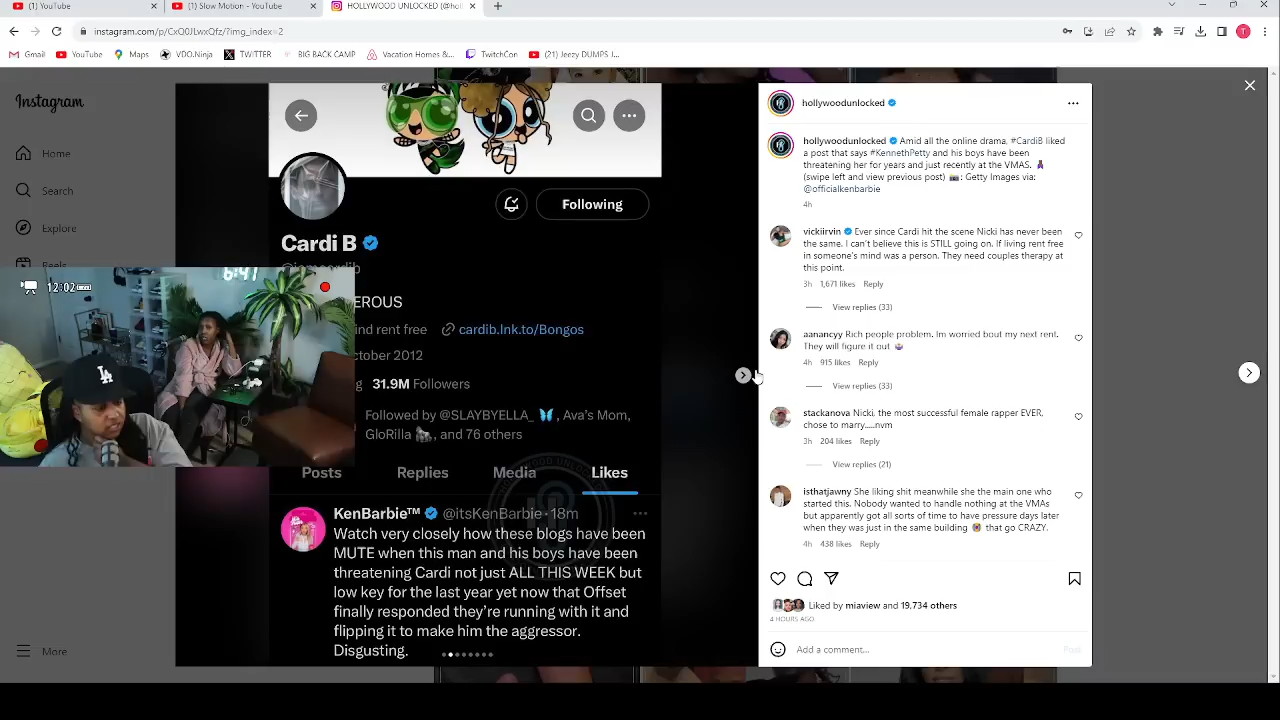 (1) YouTube
(1) Slow Motion - YouTube
HOLLYWOOD UNLOCKED (@holl
instagram.com/p/CxQ0JLwxQfz/?img_index=2
Gmail
YouTube
Maps
VDO.Ninja
TWITTER
BIG BACK CAMP
Vacation Homes &...
TwitchCon
(21) Jeezy DUMPS J...
Instagram
Home
Search
Explore
Reels
More
12:02
6:41
LA
Following
Cardi B
@iamcardib
EROUS
ind rent free
cardib.lnk.to/Bongos
ctober 2012
g 31.9M Followers
Followed by @SLAYBYELLA_ 🦋, Ava's Mom,
GloRilla 🦍, and 76 others
Posts
Replies
Media
Likes
KenBarbie™ @itsKenBarbie · 18m
Watch very closely how these blogs have been
MUTE when this man and his boys have been
threatening Cardi not just ALL THIS WEEK but
low key for the last year yet now that Offset
finally responded they're running with it and
flipping it to make him the aggressor.
Disgusting.
hollywoodunlocked
hollywoodunlocked Amid all the online drama, #CardiB liked
a post that says #KennethPetty and his boys have been
threatening her for years and just recently at the VMAS.
(swipe left and view previous post) 📸: Getty Images via:
@officialkenbarbie
4h
vickiirvin Ever since Cardi hit the scene Nicki has never been
the same. I can't believe this is STILL going on. If living rent free
in someone's mind was a person. They need couples therapy at
this point.
3h 1,671 likes Reply
View replies (33)
aanancyy Rich people problem. Im worried bout my next renf.
They will figure it out
4h 915 likes Reply
View replies (33)
stackanova Nicki, the most successful female rapper EVER,
chose to marry.....nvm
3h 204 likes Reply
View replies (21)
isthatjawny She liking shit meanwhile she the main one who
started this. Nobody wanted to handle nothing at the VMAs
but apparently got all sorts of time to have pressure days later
when they was just in the same building that go CRAZY.
4h 438 likes Reply
Liked by miaview and 19,734 others
4 HOURS AGO
Add a comment...
Post